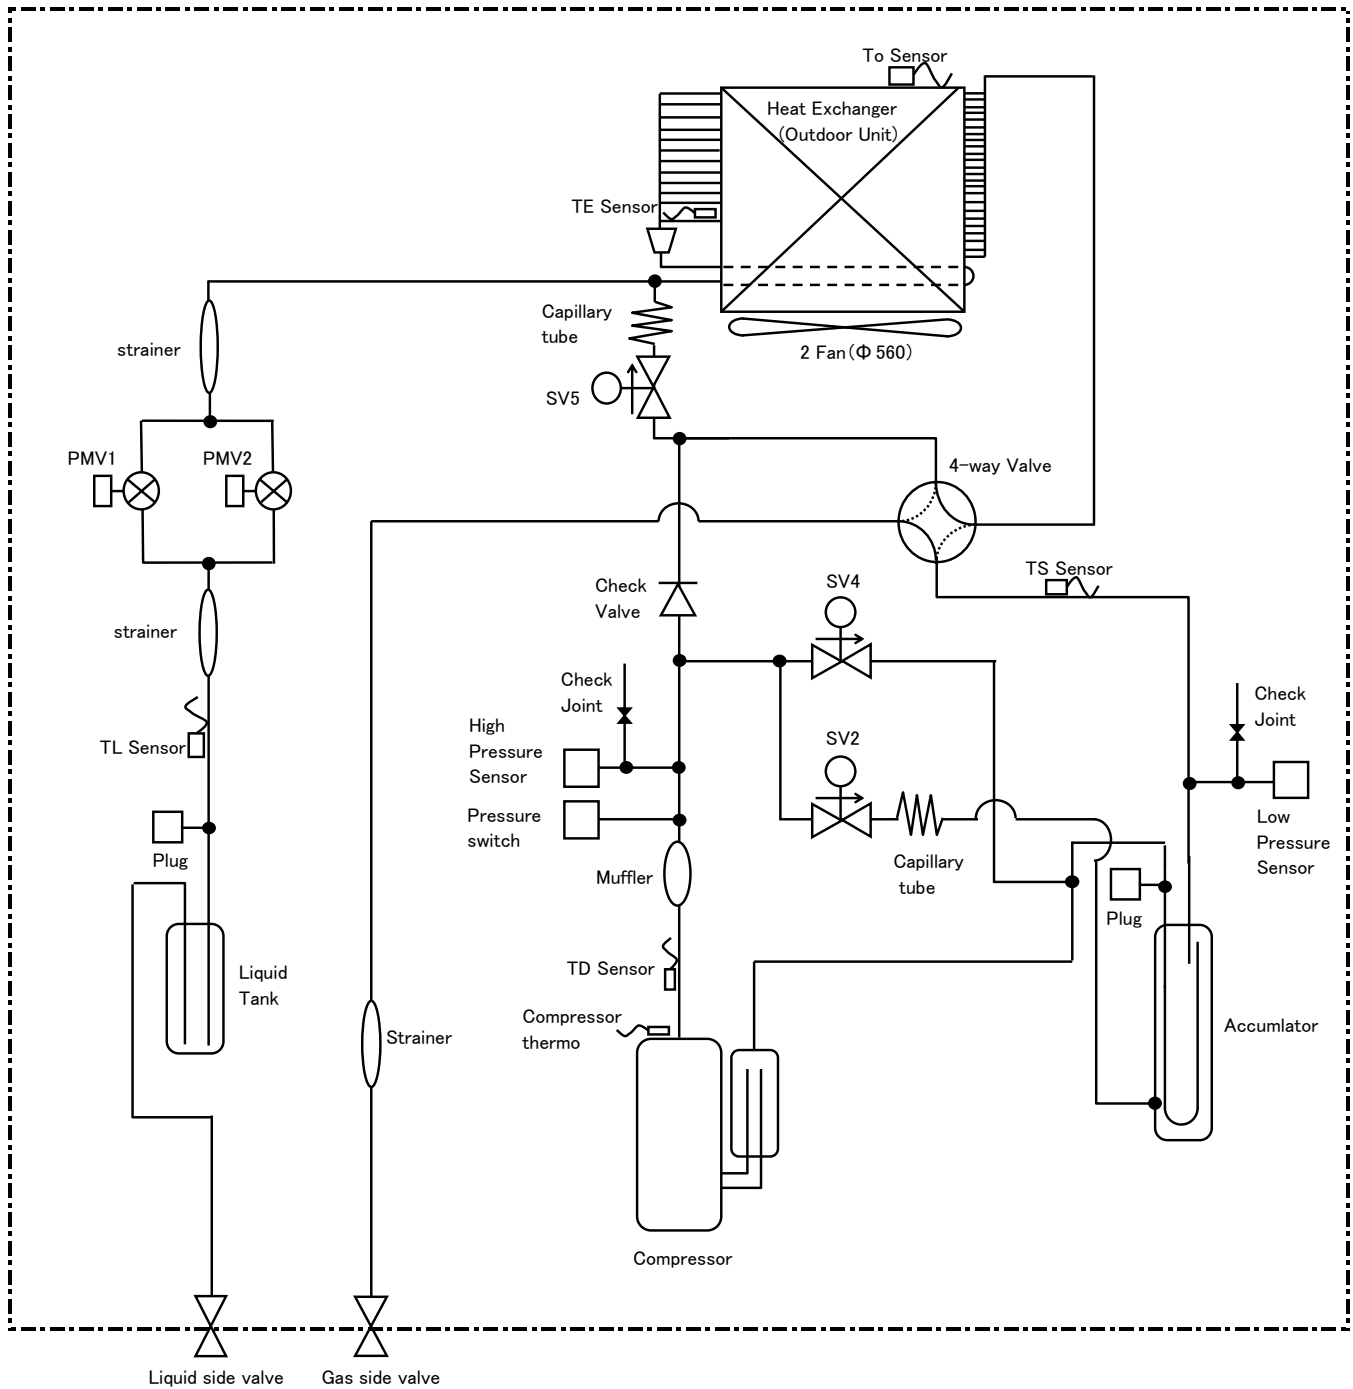 To Sensor
Heat Exchanger
(Outdoor Unit)
TE Sensor
Capillary
tube
2 Fan(Φ 560)
strainer
SV5
PMV1
PMV2
4-way Valve
TS Sensor
Check
Valve
SV4
strainer
Check
Joint
Check
Joint
High
Pressure
Sensor
SV2
TL Sensor
Pressure
switch
Low
Pressure
Sensor
Plug
Muffler
Capillary
tube
Plug
TD Sensor
Liquid
Tank
Compressor
thermo
Strainer
Accumlator
Compressor
Liquid side valve
Gas side valve